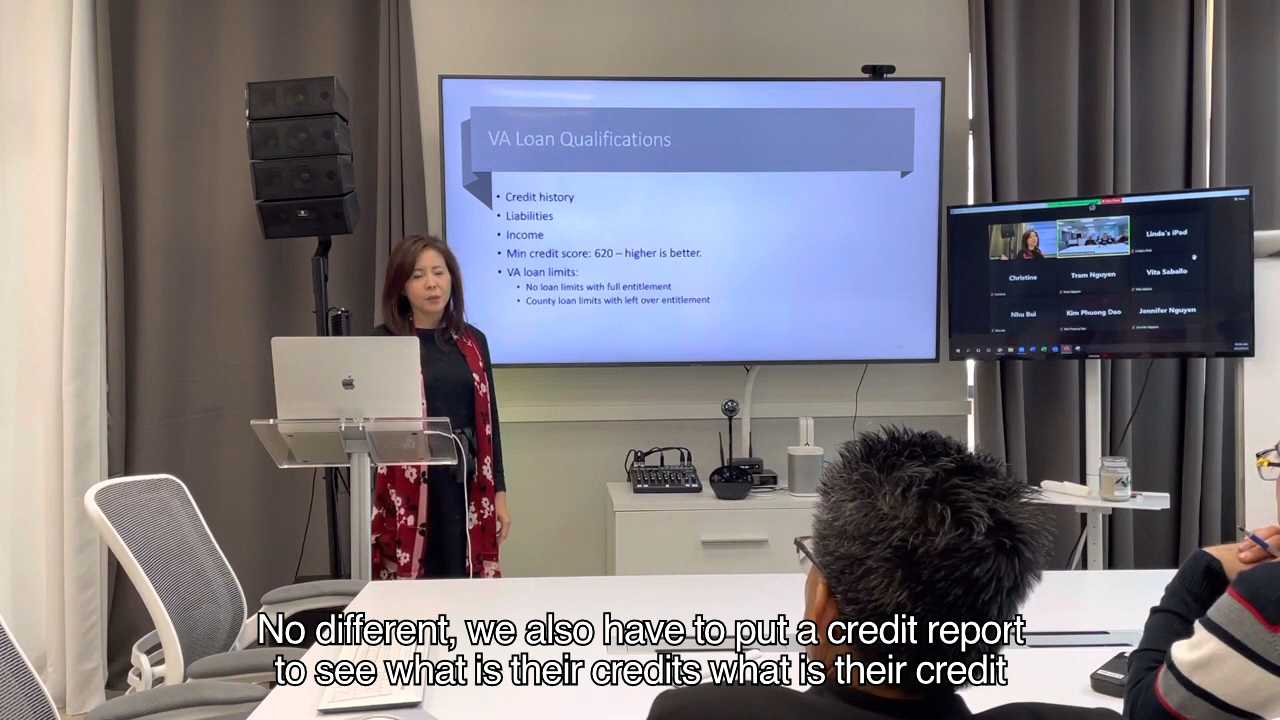 VA Loan Qualifications
• Credit history
• Liabilities
• Income
• Min credit score: 620 – higher is better.
• VA loan limits:
• No loan limits with full entitlement
• County loan limits with left over entitlement
Linda's iPad
Christine
Tram Nguyen
Vita Saballo
Nhu Bui
Kim Phuong Dao
Jennifer Nguyen
No different, we also have to put a credit report
to see what is their credits what is their credit